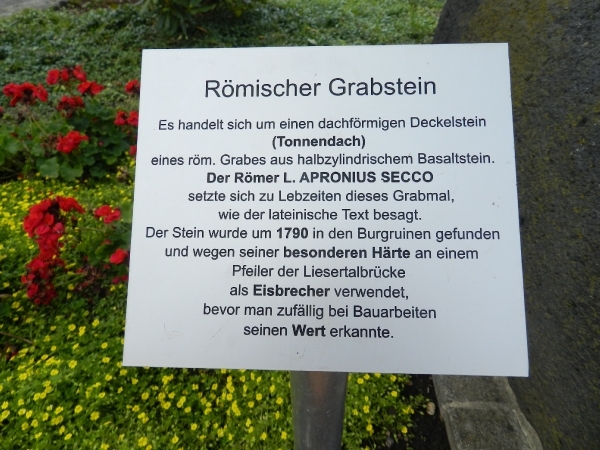 Römischer Grabstein
Es handelt sich um einen dachförmigen Deckelstein
(Tonnendach)
eines röm. Grabes aus halbzylindrischem Basaltstein.
Der Römer L. APRONIUS SECCO
setzte sich zu Lebzeiten dieses Grabmal,
wie der lateinische Text besagt.
Der Stein wurde um 1790 in den Burgruinen gefunden
und wegen seiner besonderen Härte an einem
Pfeiler der Liesertalbrücke
als Eisbrecher verwendet,
bevor man zufällig bei Bauarbeiten
seinen Wert erkannte.